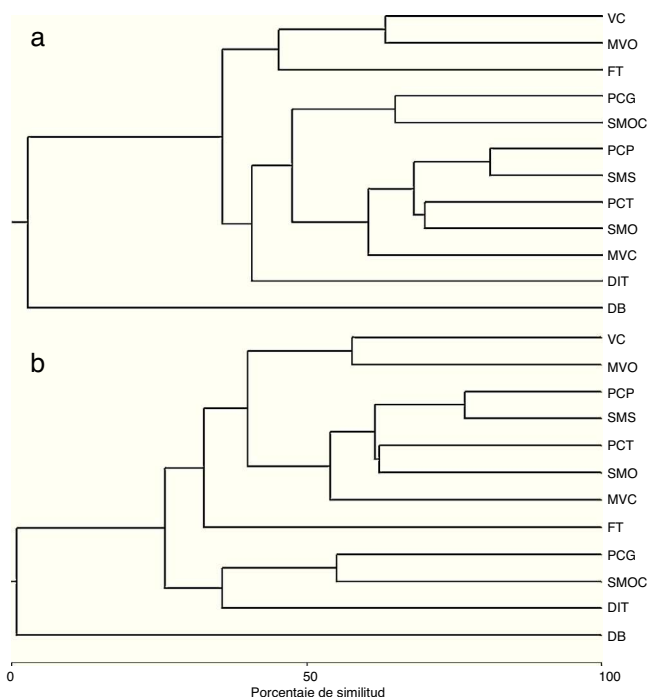 a
VC
MVO
FT
PCG
SMOC
PCP
SMS
PCT
SMO
MVC
DIT
DB
b
VC
MVO
PCP
SMS
PCT
SMO
MVC
FT
PCG
SMOC
DIT
DB
0 50 100
Porcentaie de similitud